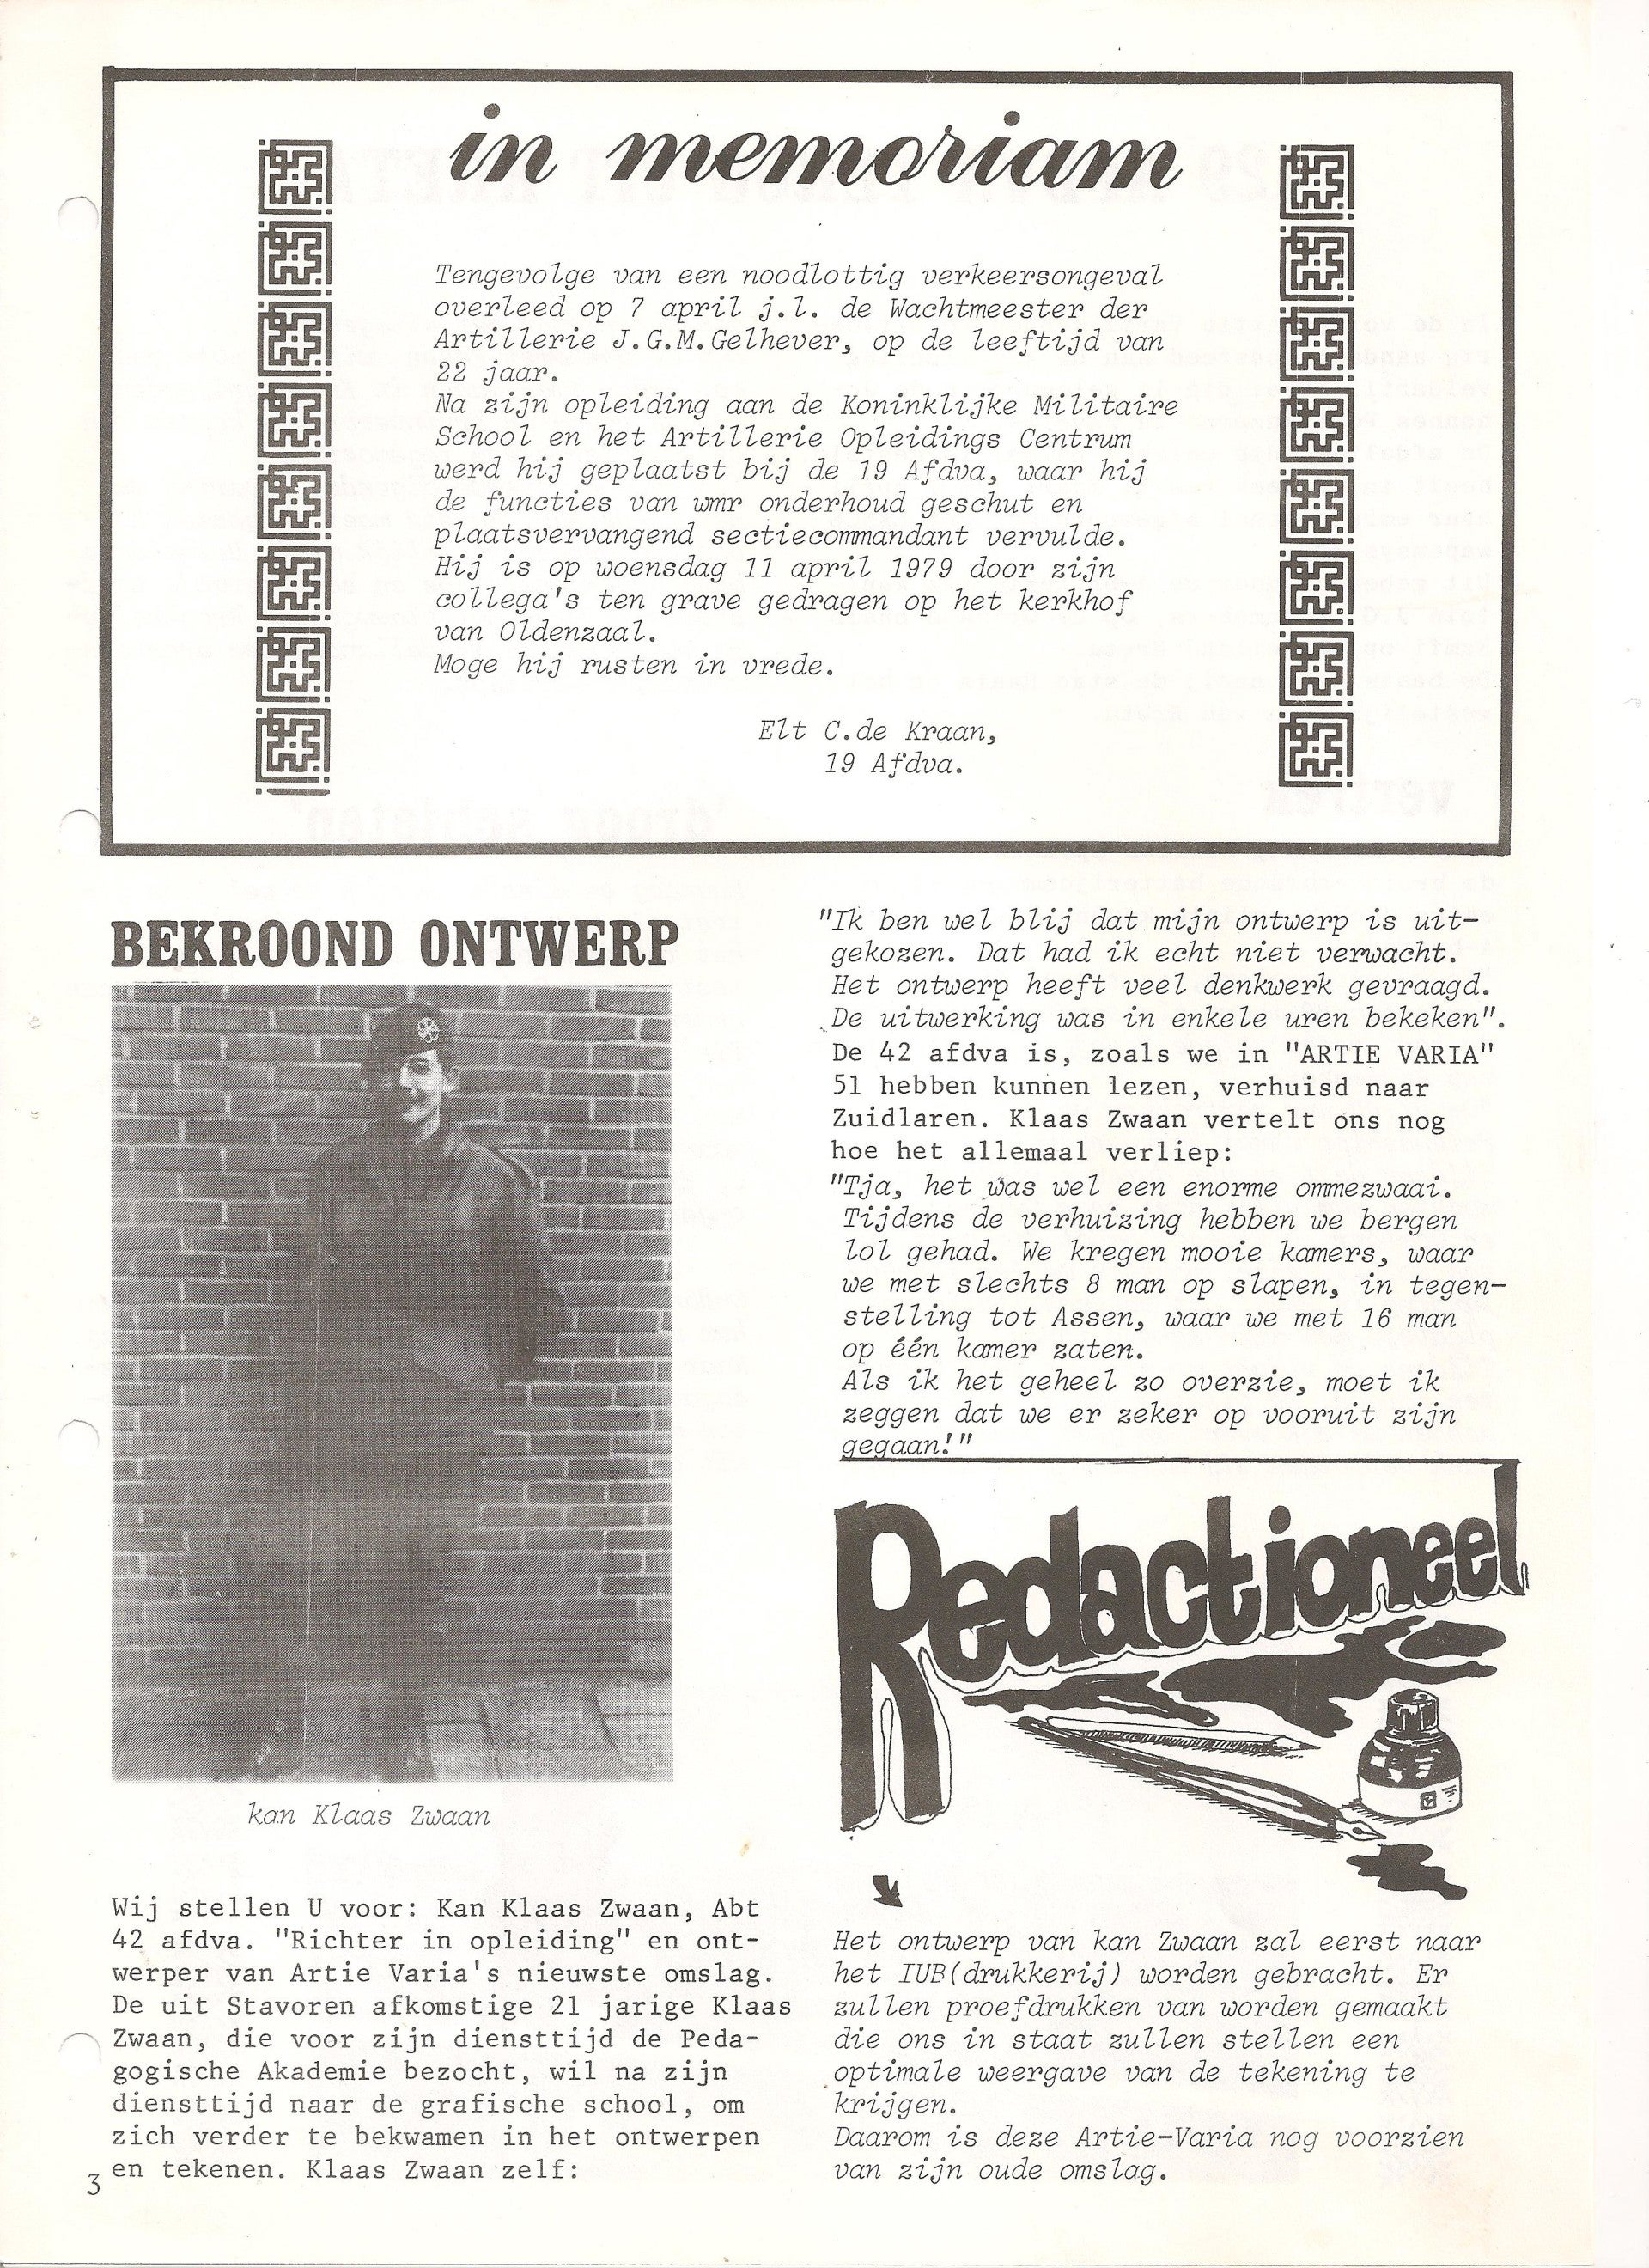 in memoriam
Tengevolge van een noodlottig verkeersongeval
overleed op 7 april j.l. de Wachtmeester der
Artillerie J.G.M.Gelhever, op de leeftijd van
22 jaar.
Na zijn opleiding aan de Koninklijke Militaire
School en het Artillerie Opleidings Centrum
werd hij geplaatst bij de 19 Afdva, waar hij
de functies van wmr onderhoud geschut en
plaatsvervangend sectiecommandant vervulde.
Hij is op woensdag 11 april 1979 door zijn
collega's ten grave gedragen op het kerkhof
van Oldenzaal.
Moge hij rusten in vrede.
Elt C.de Kraan,
19 Afdva.
BEKROOND ONTWERP
kan Klaas Zwaan
Wij stellen U voor: Kan Klaas Zwaan, Abt
42 afdva. "Richter in opleiding" en ont-
werper van Artie Varia's nieuwste omslag.
De uit Stavoren afkomstige 21 jarige Klaas
Zwaan, die voor zijn diensttijd de Peda-
gogische Akademie bezocht, wil na zijn
diensttijd naar de grafische school, om
zich verder te bekwamen in het ontwerpen
en tekenen. Klaas Zwaan zelf:
"Ik ben wel blij dat mijn ontwerp is uit-
gekozen. Dat had ik echt niet verwacht.
Het ontwerp heeft veel denkwerk gevraagd.
De uitwerking was in enkele uren bekeken".
De 42 afdva is, zoals we in "ARTIE VARIA"
51 hebben kunnen lezen, verhuisd naar
Zuidlaren. Klaas Zwaan vertelt ons nog
hoe het allemaal verliep:
"Tja, het was wel een enorme ommezwaai.
Tijdens de verhuizing hebben we bergen
lol gehad. We kregen mooie kamers, waar
we met slechts 8 man op slapen, in tegen-
stelling tot Assen, waar we met 16 man
op één kamer zaten.
Als ik het geheel zo overzie, moet ik
zeggen dat we er zeker op vooruit zijn
gegaan!"
Redactioneel
Het ontwerp van kan Zwaan zal eerst naar
het IUB(drukkerij) worden gebracht. Er
zullen proefdrukken van worden gemaakt
die ons in staat zullen stellen een
optimale weergave van de tekening te
krijgen.
Daarom is deze Artie-Varia nog voorzien
van zijn oude omslag.
3